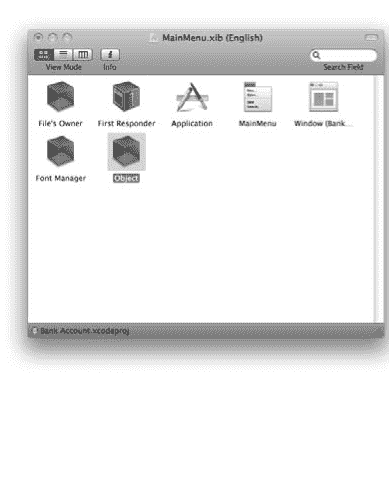 MainMenu.xib (English)
View Mode
Info
Search Field
File's Owner
First Responder
Application
MainMenu
Window (Bank...
Font Manager
Object
Bank Account.xcodeproj